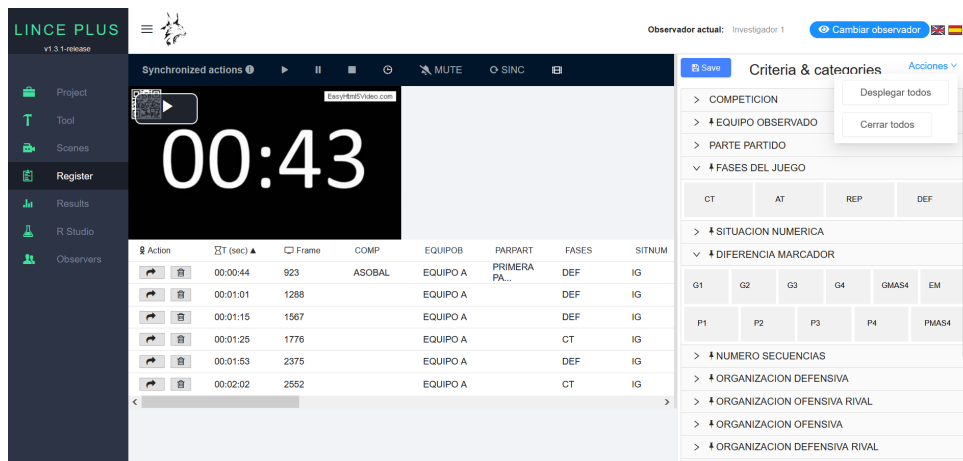 LINCE PLUS
v1.3.1-release
Project
Tool
Scenes
Register
Results
R Studio
Observers
Observador actual: Investigador 1
Cambiar observador
Synchronized actions
MUTE
SINC
EasyHtml5Video.com
00:43
Action T (sec) ▲ Frame COMP EQUIPOB PARPART FASES SITNUM
00:00:44 923 ASOBAL EQUIPO A PRIMERA PA... DEF IG
00:01:01 1288 EQUIPO A DEF IG
00:01:15 1567 EQUIPO A DEF IG
00:01:25 1776 EQUIPO A CT IG
00:01:53 2375 EQUIPO A DEF IG
00:02:02 2552 EQUIPO A CT IG
Save
Criteria & categories
Acciones
Desplegar todos
Cerrar todos
COMPETICION
EQUIPO OBSERVADO
PARTE PARTIDO
FASES DEL JUEGO
CT AT REP DEF
SITUACION NUMERICA
DIFERENCIA MARCADOR
G1 G2 G3 G4 GMAS4 EM
P1 P2 P3 P4 PMAS4
NUMERO SECUENCIAS
ORGANIZACION DEFENSIVA
ORGANIZACION OFENSIVA RIVAL
ORGANIZACION OFENSIVA
ORGANIZACION DEFENSIVA RIVAL